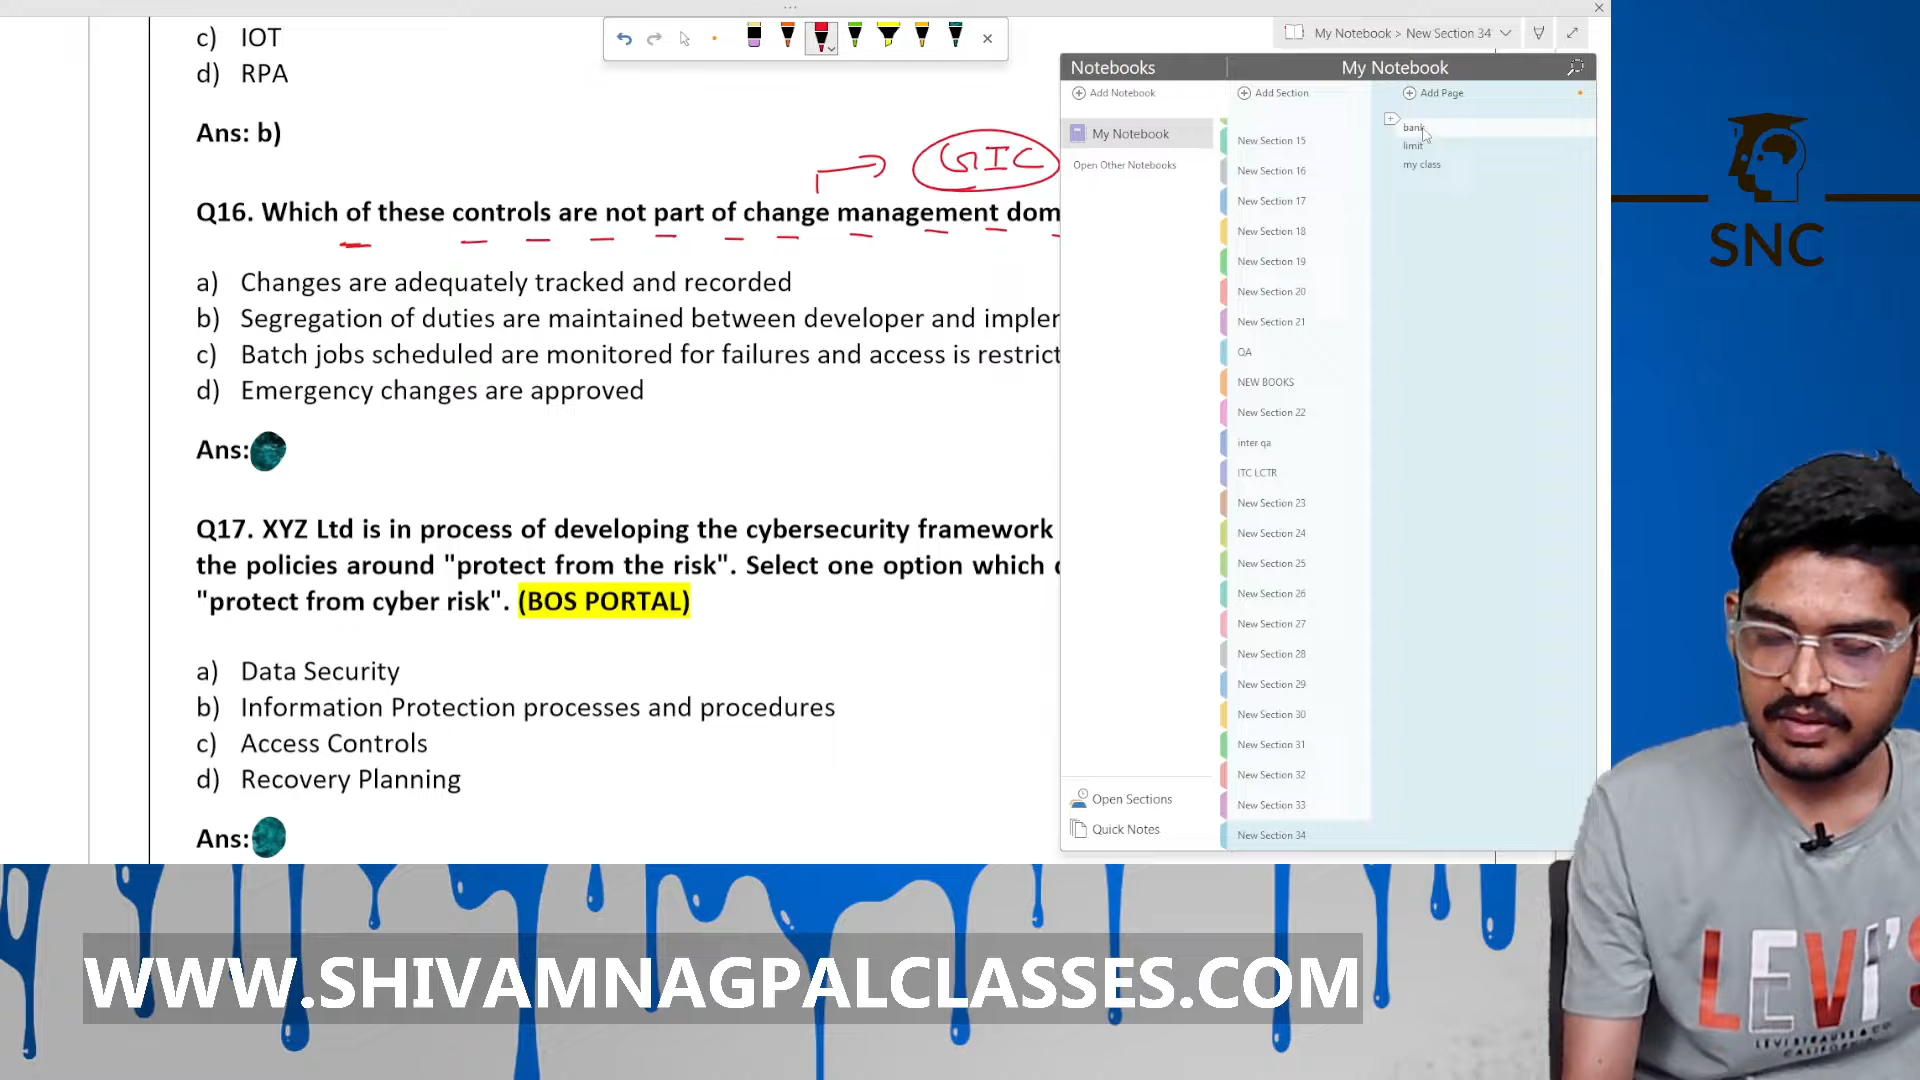 c) IOT
d) RPA
Ans: b)
GIC
Q16. Which of these controls are not part of change management dom
a) Changes are adequately tracked and recorded
b) Segregation of duties are maintained between developer and impler
c) Batch jobs scheduled are monitored for failures and access is restrict
d) Emergency changes are approved
Ans:
Q17. XYZ Ltd is in process of developing the cybersecurity framework
the policies around "protect from the risk". Select one option which
"protect from cyber risk". (BOS PORTAL)
a) Data Security
b) Information Protection processes and procedures
c) Access Controls
d) Recovery Planning
Ans:
My Notebook > New Section 34
Notebooks
My Notebook
Add Notebook
Add Section
Add Page
My Notebook
Open Other Notebooks
New Section 15
New Section 16
New Section 17
New Section 18
New Section 19
New Section 20
New Section 21
QA
NEW BOOKS
New Section 22
inter qa
ITC LCTR
New Section 23
New Section 24
New Section 25
New Section 26
New Section 27
New Section 28
New Section 29
New Section 30
New Section 31
New Section 32
New Section 33
New Section 34
bank
limit
my class
Open Sections
Quick Notes
SNC
WWW.SHIVAMNAGPALCLASSES.COM
LEVI'S
LEVI STRAUSS & CO
CALIFORNIA